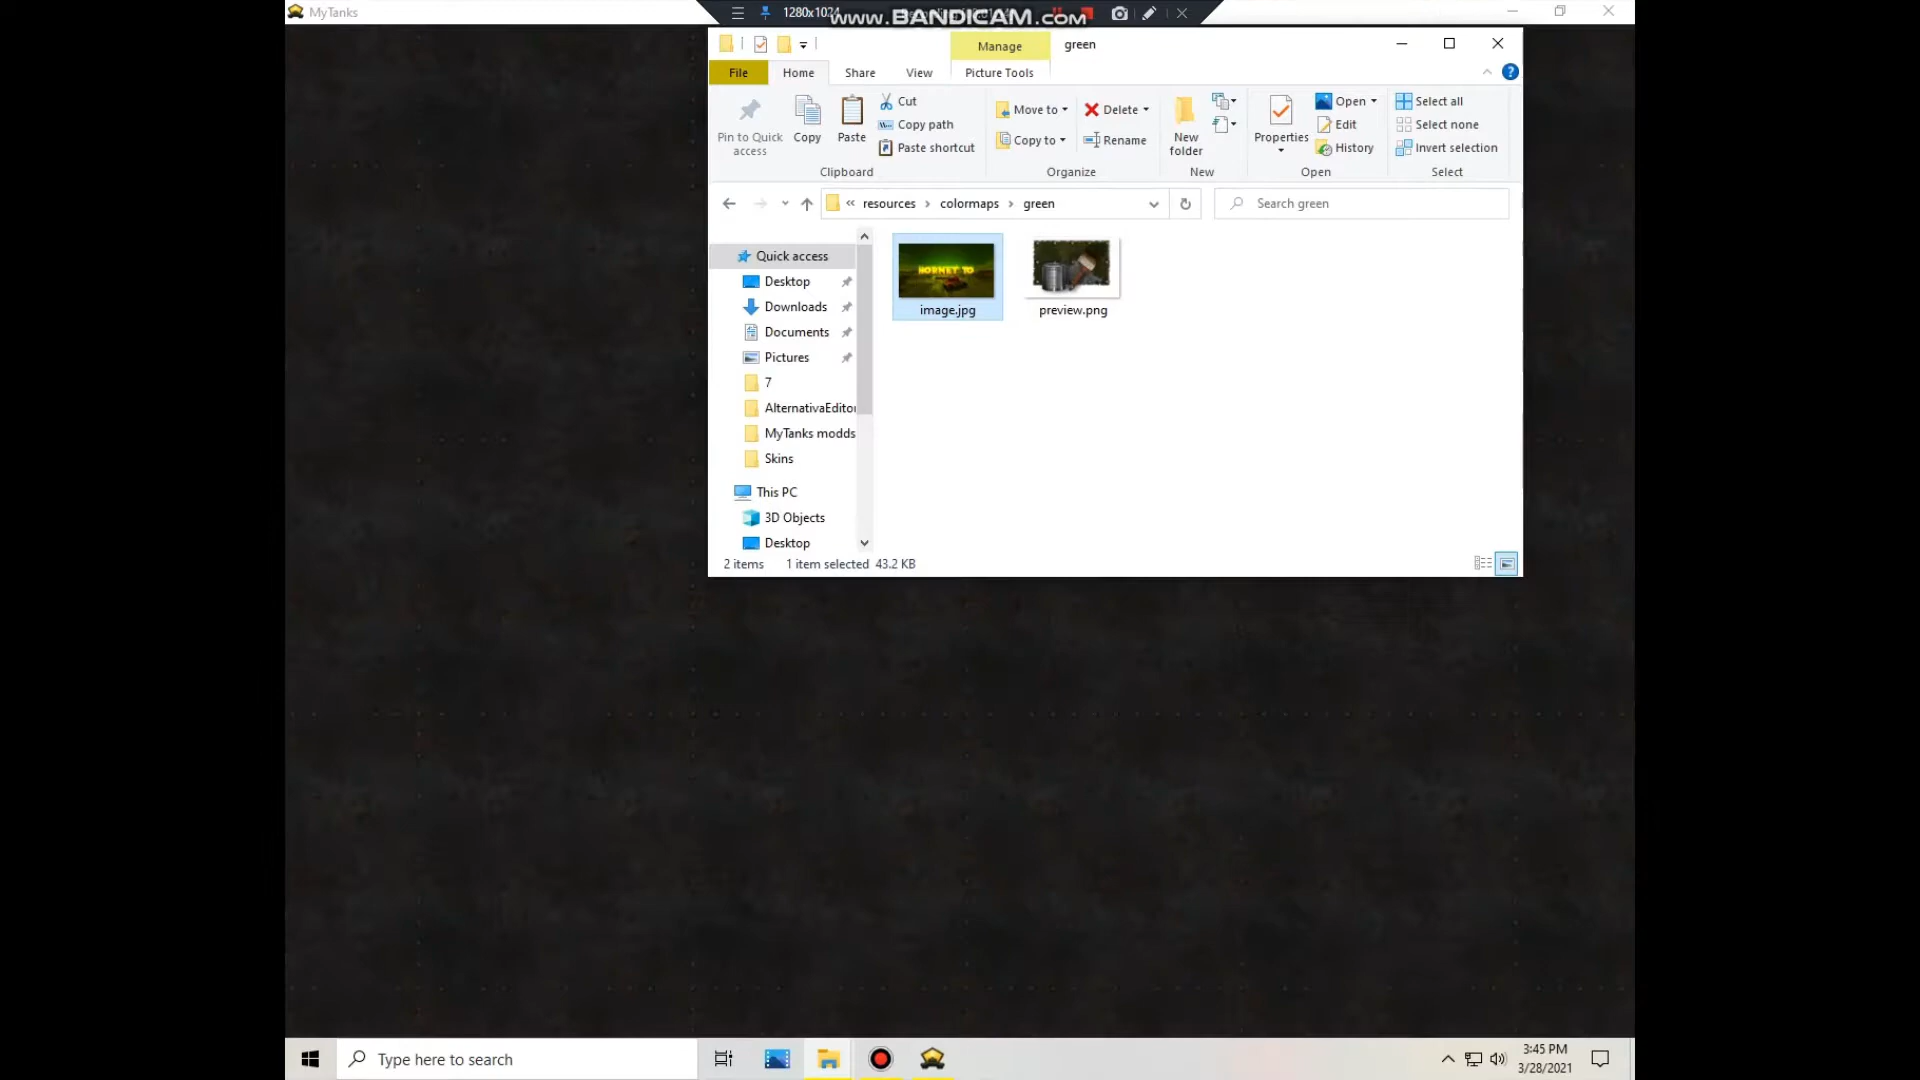 MyTanks
1280x1024
WWW.BANDICAM.COM
Manage
green
File
Home
Share
View
Picture Tools
Pin to Quick
access
Copy
Paste
Cut
Copy path
Paste shortcut
Clipboard
Move to
Copy to
Delete
Rename
Organize
New
folder
New
Properties
Open
Edit
History
Open
Select all
Select none
Invert selection
Select
« resources › colormaps › green
Search green
Quick access
Desktop
Downloads
Documents
Pictures
7
AlternativaEditor
MyTanks modds
Skins
This PC
3D Objects
Desktop
HORNET TO
image.jpg
preview.png
2 items
1 item selected 43.2 KB
Type here to search
3:45 PM
3/28/2021